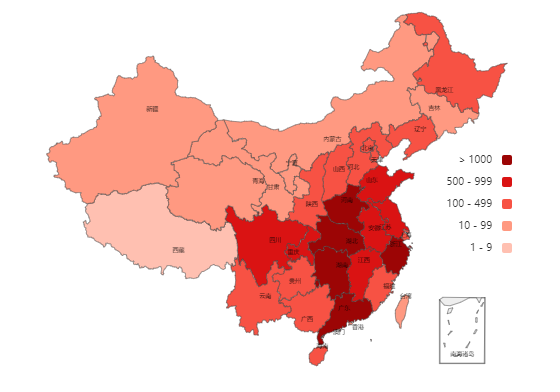 黑龙江
新疆
吉林
辽宁
内蒙古
北京
天
宁夏
山西
河北
> 1000
青海
甘肃
山东
500 - 999
陕西
河南
100 - 499
安徽
江苏
10 - 99
四川
湖北
浙江
西藏
重庆
1 - 9
湖南
江西
贵州
福建
云南
台湾
广东
广西
香港
澳门
海南
南海诸岛